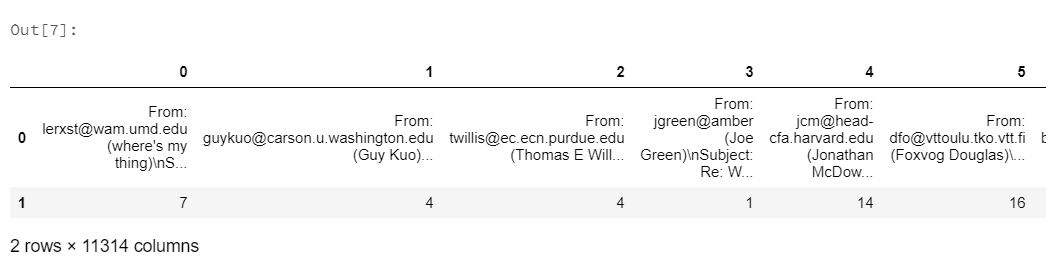 Out[7]:
0 1 2 3 4 5
0 From: lerxst@wam.umd.edu (where's my thing)\nS... From: guykuo@carson.u.washington.edu (Guy Kuo)... From: twillis@ec.ecn.purdue.edu (Thomas E Will... From: jgreen@amber (Joe Green)\nSubject: Re: W... From: jcm@head-cfa.harvard.edu (Jonathan McDow... From: dfo@vttoulu.tko.vtt.fi (Foxvog Douglas)\...
1 7 4 4 1 14 16
2 rows × 11314 columns